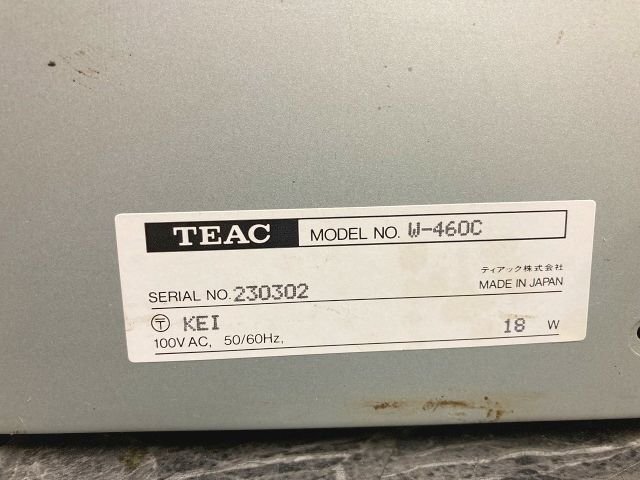 TEAC MODEL NO. W-460C
ティアック株式会社
SERIAL NO. 230302 MADE IN JAPAN
〒 KEI
100V AC, 50/60Hz, 18 W